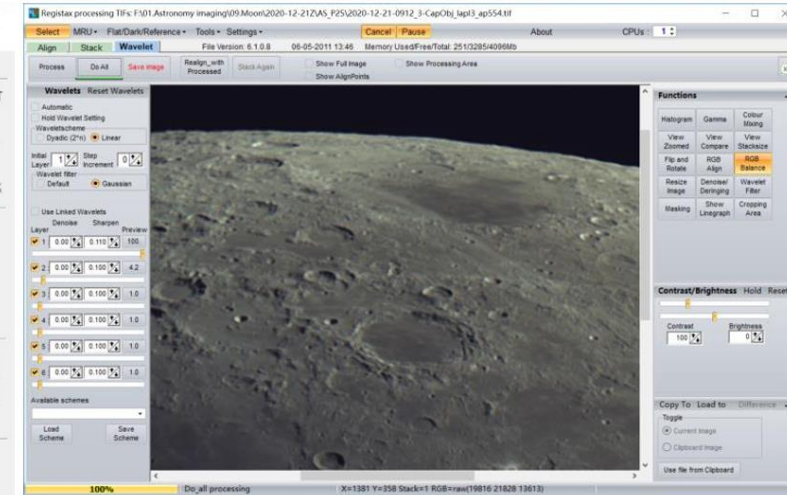 Registax processing TIFs: F:\01.Astronomy imaging\09.Moon\2020-12-21Z\AS_P25\2020-12-21-0912_3-CapObj_lapl3_ap554.tif
Select MRU Flat/Dark/Reference Tools Settings Cancel Pause About CPUs: 1
Align Stack Wavelet File Version: 6.1.0.8 06-05-2011 13:46 Memory Used/Free/Total: 251/3285/4096Mb
Process Do All Save image Realign_with Processed Stack Again Show Full Image Show Processing Area
Show AlignPoints
Wavelets Reset Wavelets
Automatic
Hold Wavelet Setting
Waveletscheme
Dyadic (2^n) Linear
Initial Layer 1 Step Increment 0
Wavelet filter
Default Gaussian
Use Linked Wavelets
Denoise Sharpen
Layer Preview
1 0.00 0.110 100.
2 0.00 0.100 4.2
3 0.00 0.100 1.0
4 0.00 0.100 1.0
5 0.00 0.100 1.0
6 0.00 0.100 1.0
Available schemes
Load Scheme Save Scheme
Functions
Histogram Gamma Colour Mixing
View Zoomed View Compare View Stacksize
Flip and Rotate RGB Align RGB Balance
Resize image Denoise/Deringing Wavelet Filter
Masking Show Linegraph Cropping Area
Contrast/Brightness Hold Reset
Contrast Brightness
100 0
Copy To Load to Difference
Toggle
Current Image
Clipboard Image
Use file from Clipboard
100% Do_all processing X=1381 Y=358 Stack=1 RGB=raw(19816 21828 13613)